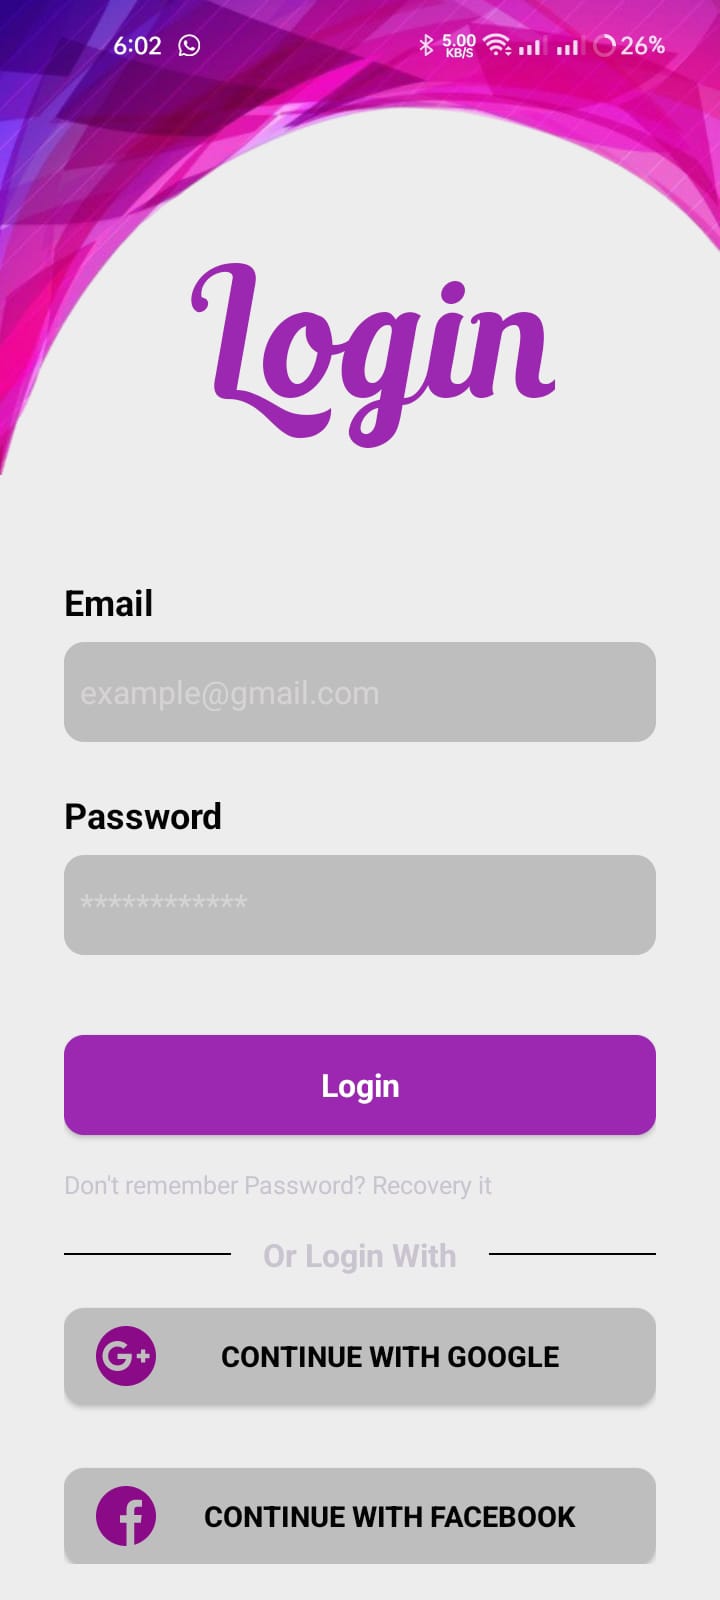 6:02 5.00 KB/S 26%
Login
Email
example@gmail.com
Password
************
Login
Don't remember Password? Recovery it
Or Login With
G+ CONTINUE WITH GOOGLE
f CONTINUE WITH FACEBOOK